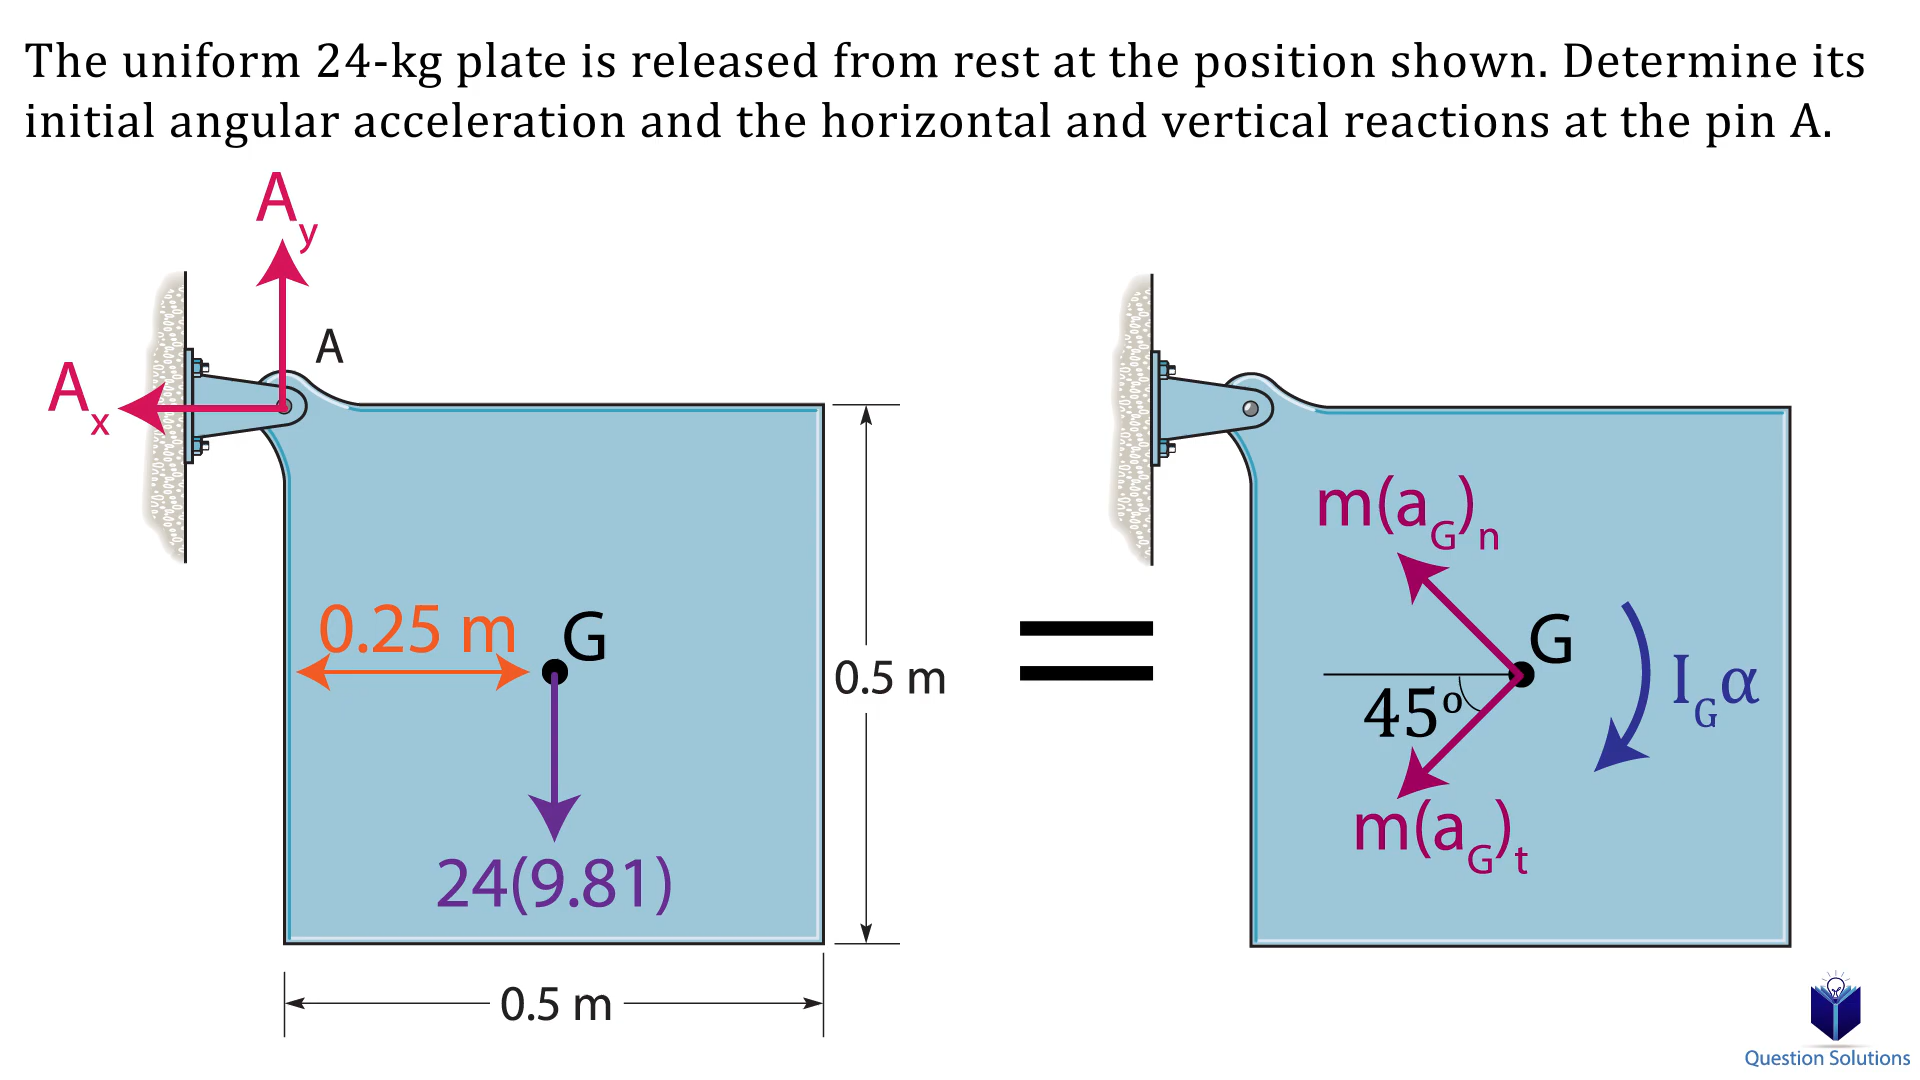 The uniform 24-kg plate is released from rest at the position shown. Determine its
initial angular acceleration and the horizontal and vertical reactions at the pin A.
Ay
A
Ax
0.25 m
G
0.5 m
24(9.81)
0.5 m
m(aG)n
G
45º
IGα
m(aG)t
Question Solutions